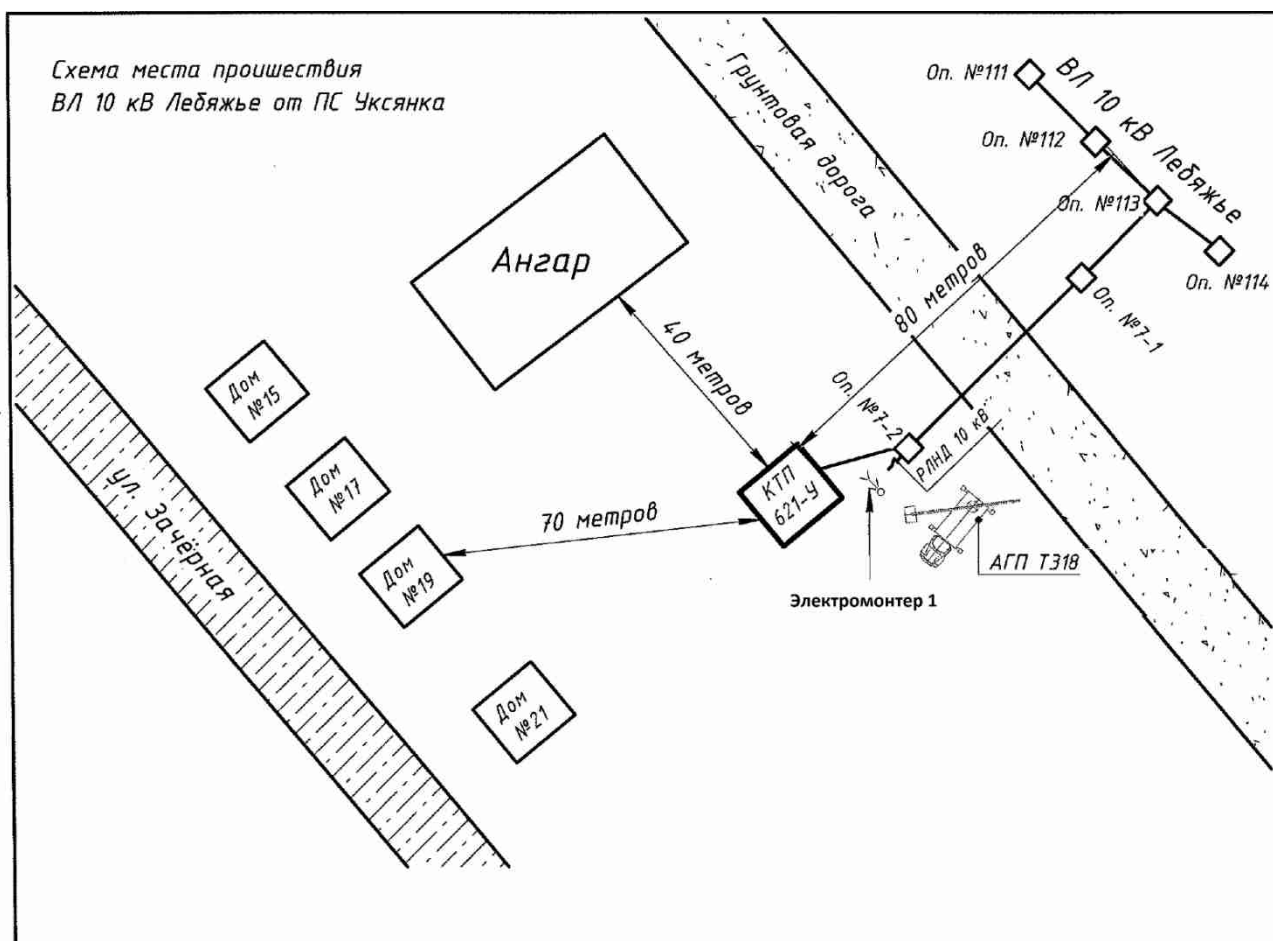 Схема места проишествия
ВЛ 10 кВ Лебяжье от ПС Уксянка
Грунтовая дорога
Оп. №111
ВЛ 10 кВ Лебяжье
Оп. №112
Оп. №113
Оп. №114
Оп. №7-1
Ангар
80 метров
40 метров
Оп. №7-2
РЛНД 10 кВ
КТП
621-У
70 метров
АГП Т318
Электромонтер 1
Дом
№15
Дом
№17
Дом
№19
Дом
№21
ул. Зачёрная